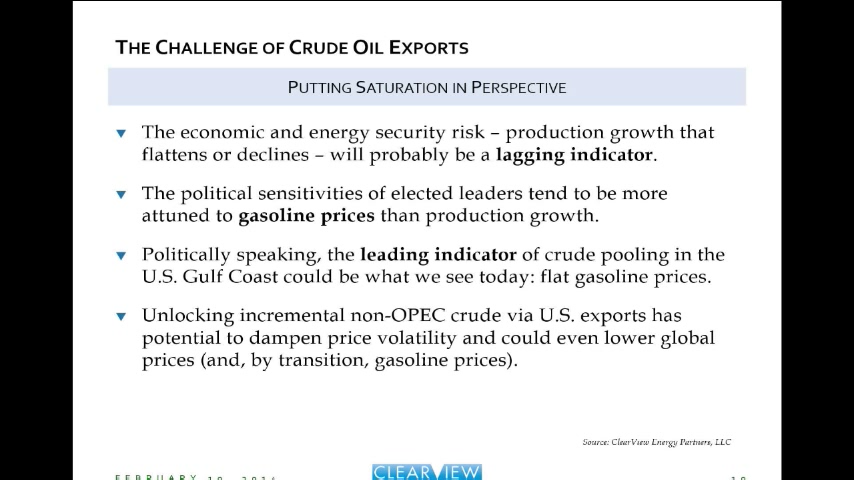 THE CHALLENGE OF CRUDE OIL EXPORTS
PUTTING SATURATION IN PERSPECTIVE
The economic and energy security risk – production growth that
flattens or declines – will probably be a lagging indicator.
The political sensitivities of elected leaders tend to be more
attuned to gasoline prices than production growth.
Politically speaking, the leading indicator of crude pooling in the
U.S. Gulf Coast could be what we see today: flat gasoline prices.
Unlocking incremental non-OPEC crude via U.S. exports has
potential to dampen price volatility and could even lower global
prices (and, by transition, gasoline prices).
Source: ClearView Energy Partners, LLC
FEBRUARY
CLEARVIEW